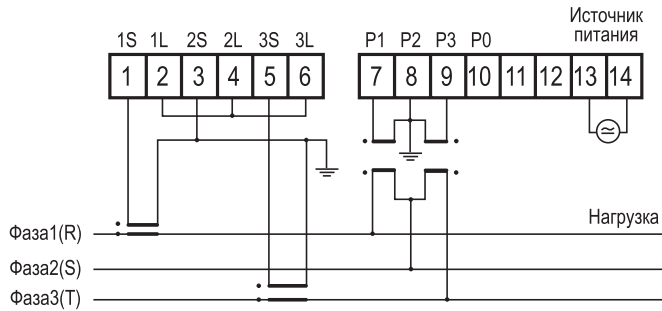 Источник
питания
1S 1L 2S 2L 3S 3L P1 P2 P3 P0
1 2 3 4 5 6 7 8 9 10 11 12 13 14
Нагрузка
Фаза1(R)
Фаза2(S)
Фаза3(T)